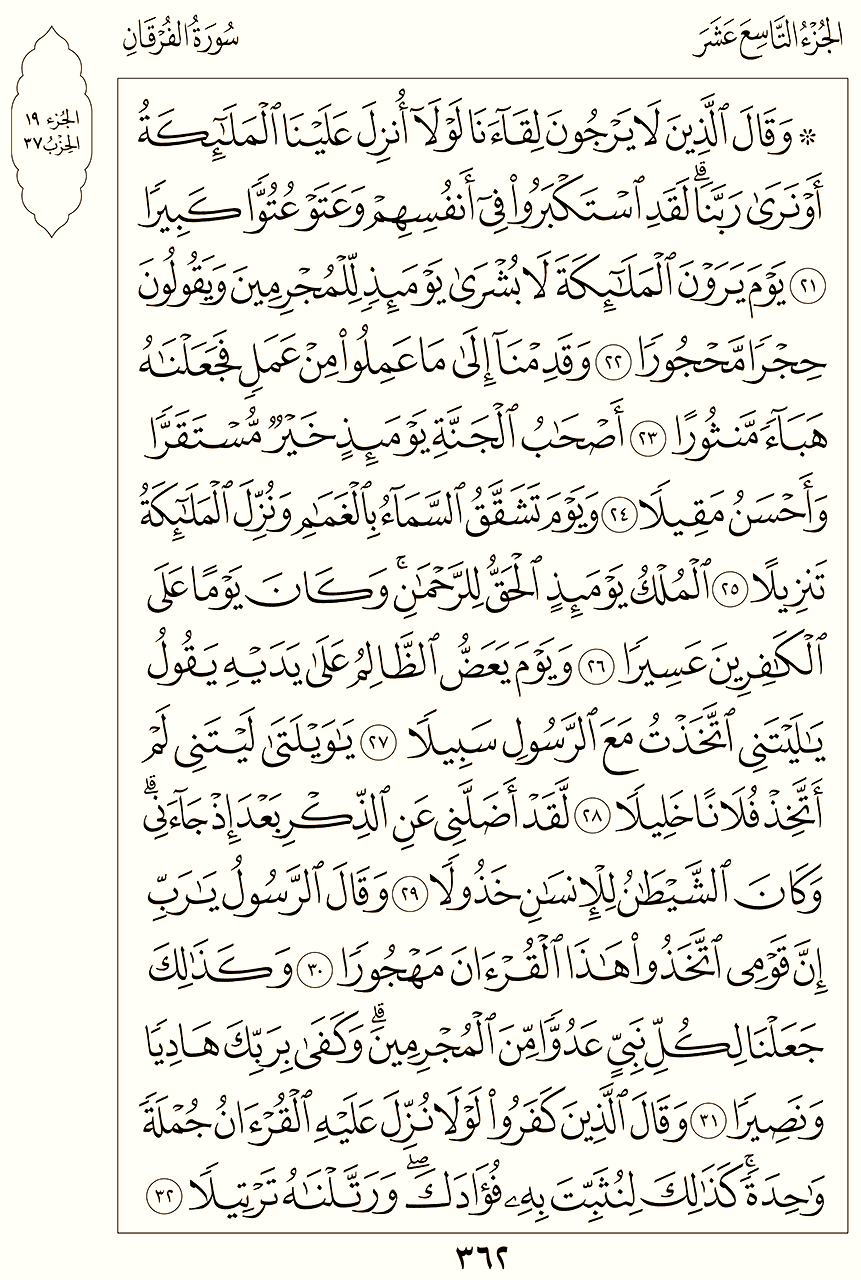 الجُزْءُ التَّاسِعَ عَشَرَ
سُورَةُ الفُرْقَانِ
الجُزء ١٩
الحِزْبُ ٣٧
۞ وَقَالَ ٱلَّذِينَ لَا يَرْجُونَ لِقَآءَنَا لَوْلَآ أُنزِلَ عَلَيْنَا ٱلْمَلَٰٓئِكَةُ
أَوْ نَرَىٰ رَبَّنَا ۗ لَقَدِ ٱسْتَكْبَرُوا۟ فِىٓ أَنفُسِهِمْ وَعَتَوْ عُتُوًّا كَبِيرًا
٢١ يَوْمَ يَرَوْنَ ٱلْمَلَٰٓئِكَةَ لَا بُشْرَىٰ يَوْمَئِذٍ لِّلْمُجْرِمِينَ وَيَقُولُونَ
حِجْرًا مَّحْجُورًا ٢٢ وَقَدِمْنَآ إِلَىٰ مَا عَمِلُوا۟ مِنْ عَمَلٍ فَجَعَلْنَٰهُ
هَبَآءً مَّنثُورًا ٢٣ أَصْحَٰبُ ٱلْجَنَّةِ يَوْمَئِذٍ خَيْرٌ مُّسْتَقَرًّا
وَأَحْسَنُ مَقِيلًا ٢٤ وَيَوْمَ تَشَقَّقُ ٱلسَّمَآءُ بِٱلْغَمَٰمِ وَنُزِّلَ ٱلْمَلَٰٓئِكَةُ
تَنزِيلًا ٢٥ ٱلْمُلْكُ يَوْمَئِذٍ ٱلْحَقُّ لِلرَّحْمَٰنِ ۚ وَكَانَ يَوْمًا عَلَى
ٱلْكَٰفِرِينَ عَسِيرًا ٢٦ وَيَوْمَ يَعَضُّ ٱلظَّالِمُ عَلَىٰ يَدَيْهِ يَقُولُ
يَٰلَيْتَنِى ٱتَّخَذْتُ مَعَ ٱلرَّسُولِ سَبِيلًا ٢٧ يَٰوَيْلَتَىٰ لَيْتَنِى لَمْ
أَتَّخِذْ فُلَانًا خَلِيلًا ٢٨ لَّقَدْ أَضَلَّنِى عَنِ ٱلذِّكْرِ بَعْدَ إِذْ جَآءَنِى ۗ
وَكَانَ ٱلشَّيْطَٰنُ لِلْإِنسَٰنِ خَذُولًا ٢٩ وَقَالَ ٱلرَّسُولُ يَٰرَبِّ
إِنَّ قَوْمِى ٱتَّخَذُوا۟ هَٰذَا ٱلْقُرْءَانَ مَهْجُورًا ٣٠ وَكَذَٰلِكَ
جَعَلْنَا لِكُلِّ نَبِىٍّ عَدُوًّا مِّنَ ٱلْمُجْرِمِينَ ۗ وَكَفَىٰ بِرَبِّكَ هَادِيًا
وَنَصِيرًا ٣١ وَقَالَ ٱلَّذِينَ كَفَرُوا۟ لَوْلَا نُزِّلَ عَلَيْهِ ٱلْقُرْءَانُ جُمْلَةً
وَٰحِدَةً ۚ كَذَٰلِكَ لِنُثَبِّتَ بِهِۦ فُؤَادَكَ ۖ وَرَتَّلْنَٰهُ تَرْتِيلًا ٣٢
٣٦٢